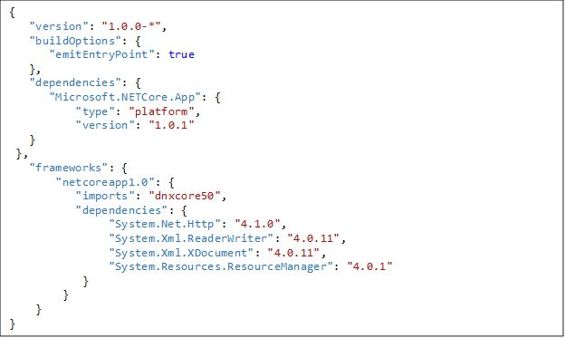 {
"version": "1.0.0-*",
"buildOptions": {
"emitEntryPoint": true
},
"dependencies": {
"Microsoft.NETCore.App": {
"type": "platform",
"version": "1.0.1"
}
},
"frameworks": {
"netcoreapp1.0": {
"imports": "dnxcore50",
"dependencies": {
"System.Net.Http": "4.1.0",
"System.Xml.ReaderWriter": "4.0.11",
"System.Xml.XDocument": "4.0.11",
"System.Resources.ResourceManager": "4.0.1"
}
}
}
}